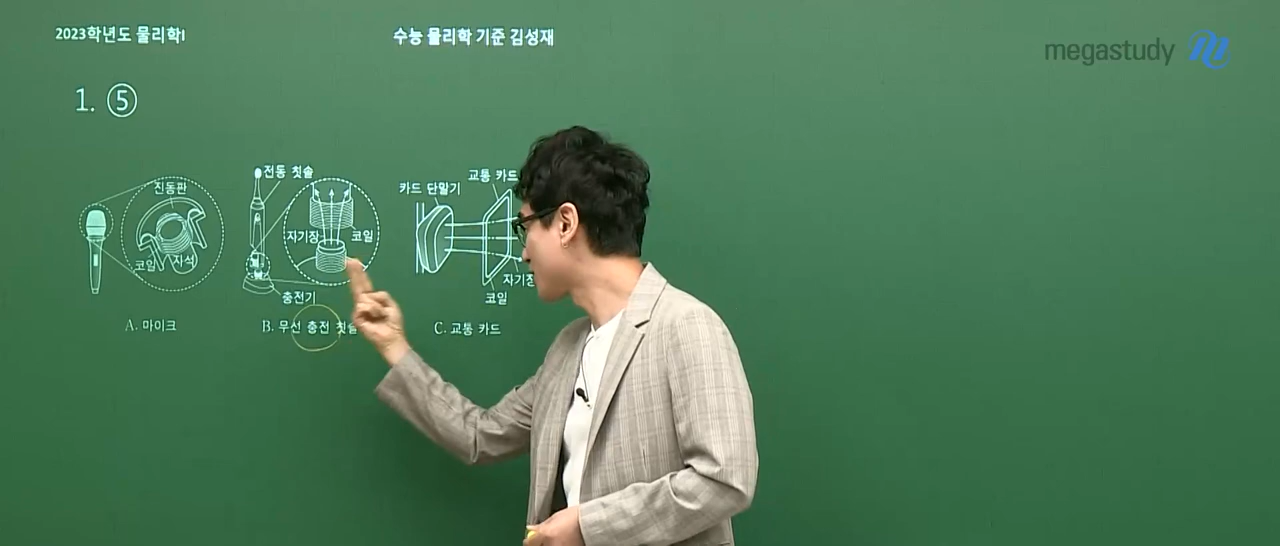 2023학년도 물리학I
수능 물리학 기준 김성재
megastudy
1. ⑤
진동판
코일
자석
A. 마이크
전동 칫솔
자기장
코일
충전기
B. 무선 충전 칫솔
카드 단말기
교통 카드
자기장
코일
C. 교통 카드